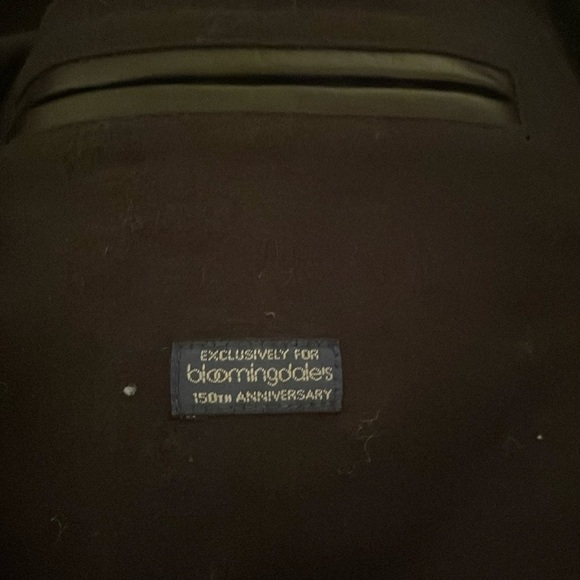 EXCLUSIVELY FOR
bloomingdale's
150TH ANNIVERSARY